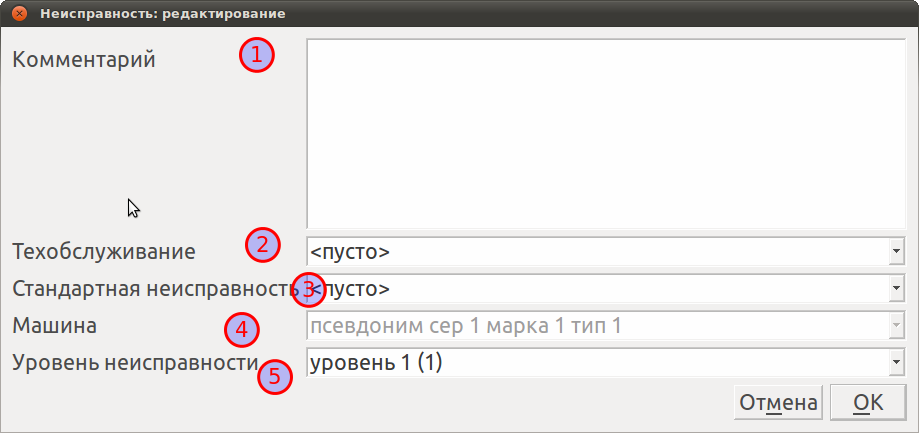 Неисправность: редактирование
Комментарий 1
Техобслуживание 2 <пусто>
Стандартная неисправность 3 <пусто>
Машина 4 псевдоним сер 1 марка 1 тип 1
Уровень неисправности 5 уровень 1 (1)
Отмена OK